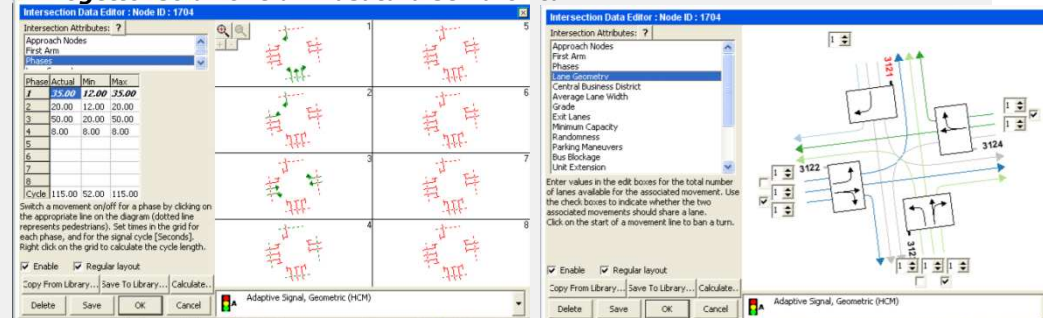 Intersection Data Editor : Node ID : 1704
Intersection Attributes: ?
Approach Nodes
First Arm
Phases
Phase Actual Min Max
1 35.00 12.00 35.00
2 20.00 12.00 20.00
3 50.00 20.00 50.00
4 8.00 8.00 8.00
5
6
7
8
Cycle 115.00 52.00 115.00
Switch a movement on/off for a phase by clicking on
the appropriate line on the diagram (dotted line
represents pedestrians). Set times in the grid for
each phase, and for the signal cycle [Seconds].
Right click on the grid to calculate the cycle length.
Enable Regular layout
Copy From Library... Save To Library... Calculate..
Delete Save OK Cancel
1 5
2 6
3 7
4 8
A Adaptive Signal, Geometric (HCM)
Intersection Data Editor : Node ID : 1704
Intersection Attributes: ?
Approach Nodes
First Arm
Phases
Lane Geometry
Central Business District
Average Lane Width
Grade
Exit Lanes
Minimum Capacity
Randomness
Parking Maneuvers
Bus Blockage
Unit Extension
Enter values in the edit boxes for the total number
of lanes available for the associated movement. Use
the check boxes to indicate whether the two
associated movements should share a lane.
Click on the start of a movement line to ban a turn.
Enable Regular layout
Copy From Library... Save To Library... Calculate..
Delete Save OK Cancel
1
3121
1
1
3124
3122
1
1
1
312
1 1 1
A Adaptive Signal, Geometric (HCM)